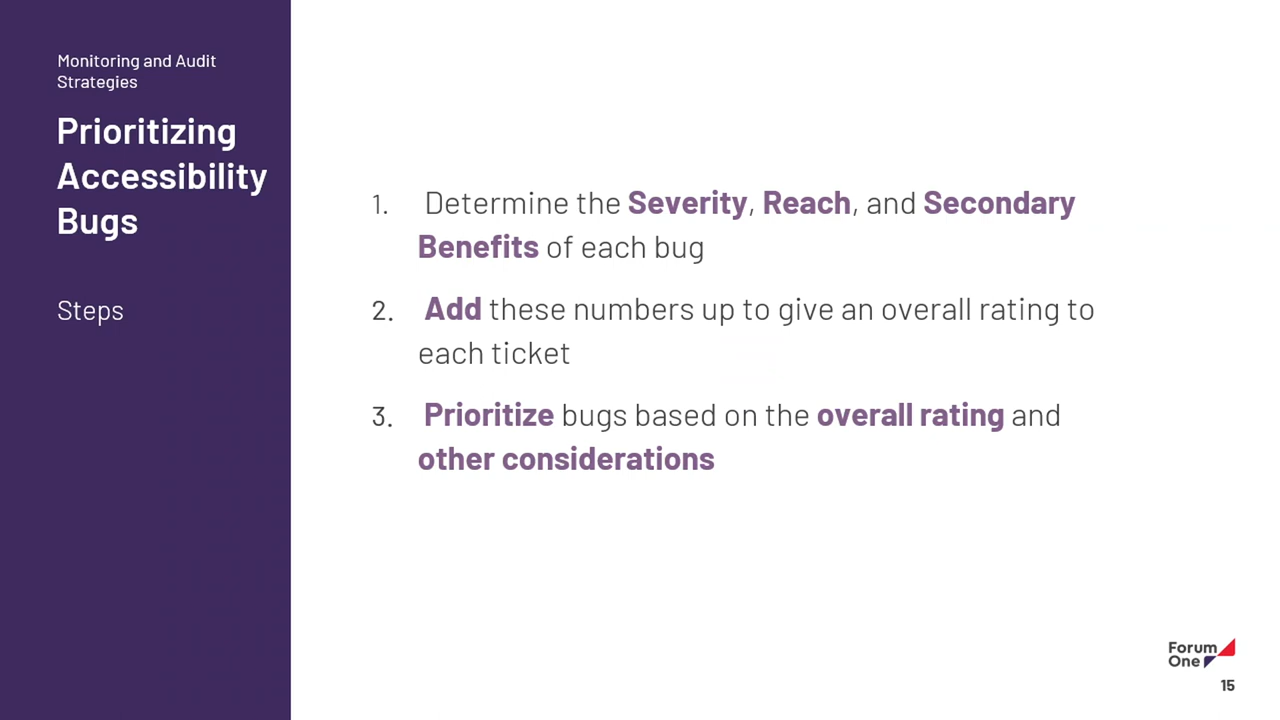 Monitoring and Audit
Strategies
Prioritizing
Accessibility
Bugs
Steps
1. Determine the Severity, Reach, and Secondary
Benefits of each bug
2. Add these numbers up to give an overall rating to
each ticket
3. Prioritize bugs based on the overall rating and
other considerations
Forum
One
15